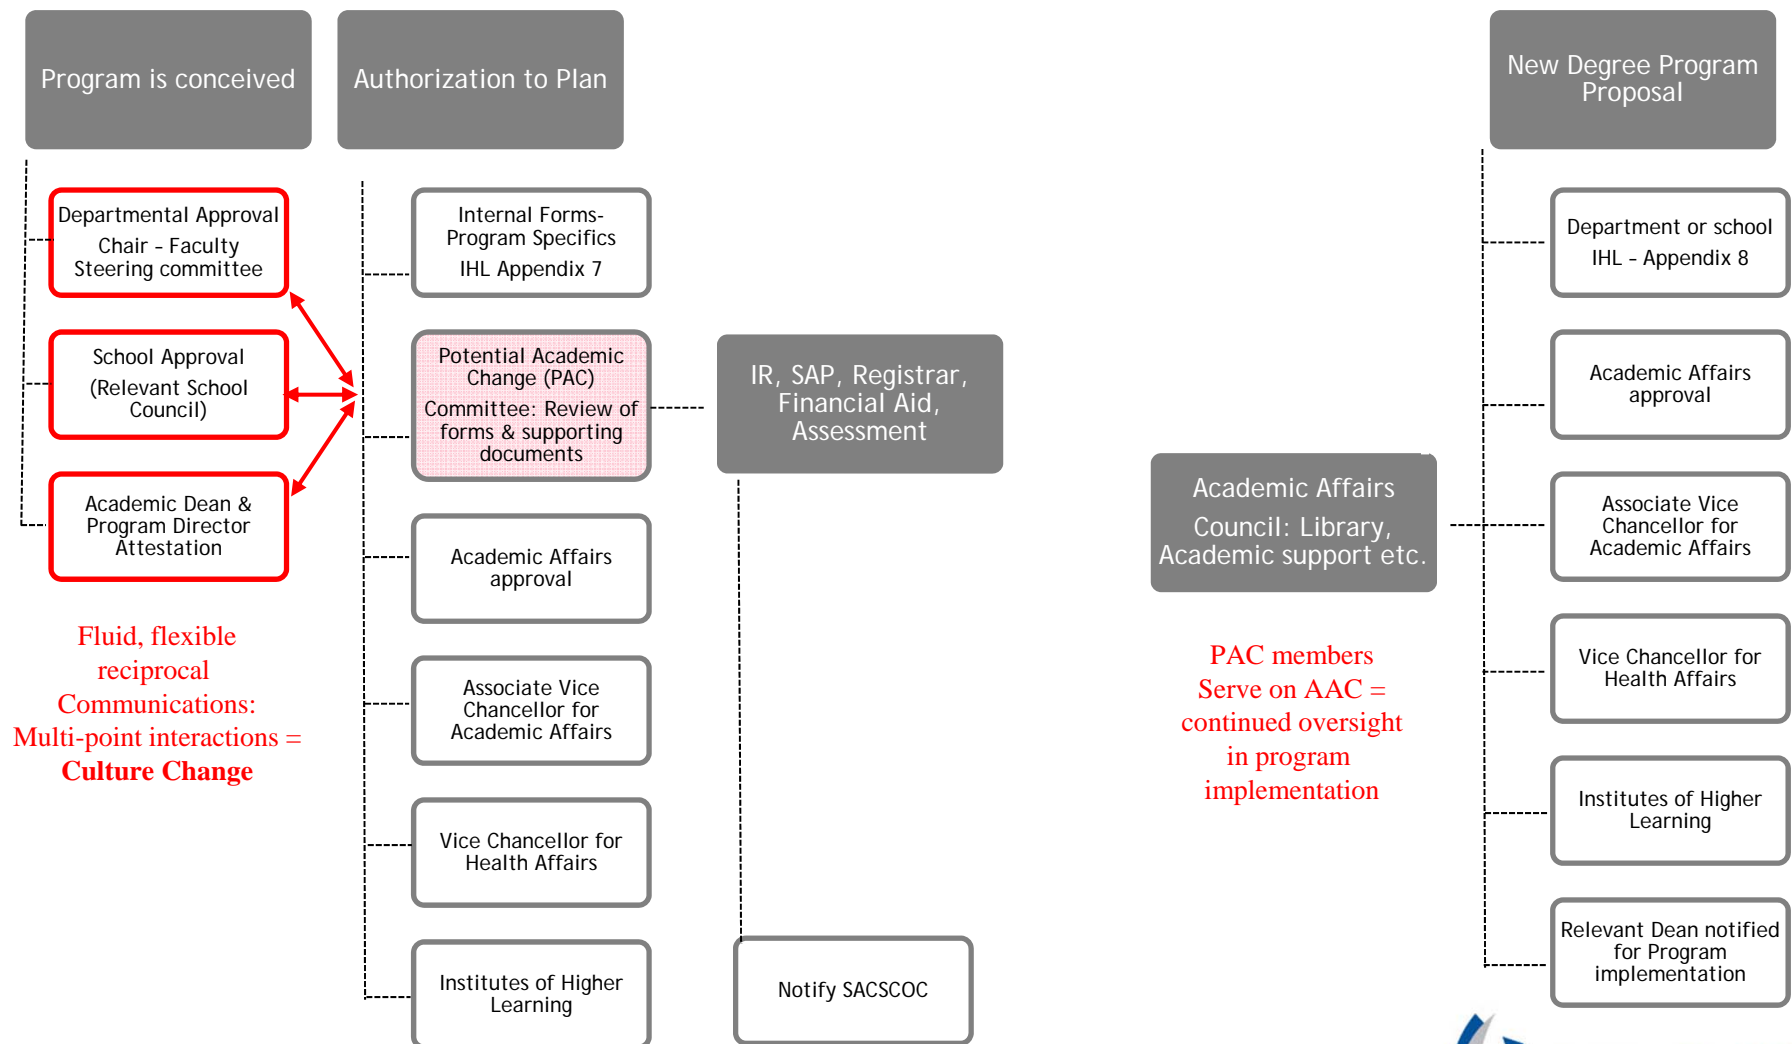 Program is conceived
Departmental Approval
Chair - Faculty
Steering committee
School Approval
(Relevant School
Council)
Academic Dean &
Program Director
Attestation
Fluid, flexible
reciprocal
Communications:
Multi-point interactions =
Culture Change
Authorization to Plan
Internal Forms-
Program Specifics
IHL Appendix 7
Potential Academic
Change (PAC)
Committee: Review of
forms & supporting
documents
Academic Affairs
approval
Associate Vice
Chancellor for
Academic Affairs
Vice Chancellor for
Health Affairs
Institutes of Higher
Learning
IR, SAP, Registrar,
Financial Aid,
Assessment
Notify SACSCOC
Academic Affairs
Council: Library,
Academic support etc.
PAC members
Serve on AAC =
continued oversight
in program
implementation
New Degree Program
Proposal
Department or school
IHL - Appendix 8
Academic Affairs
approval
Associate Vice
Chancellor for
Academic Affairs
Vice Chancellor for
Health Affairs
Institutes of Higher
Learning
Relevant Dean notified
for Program
implementation